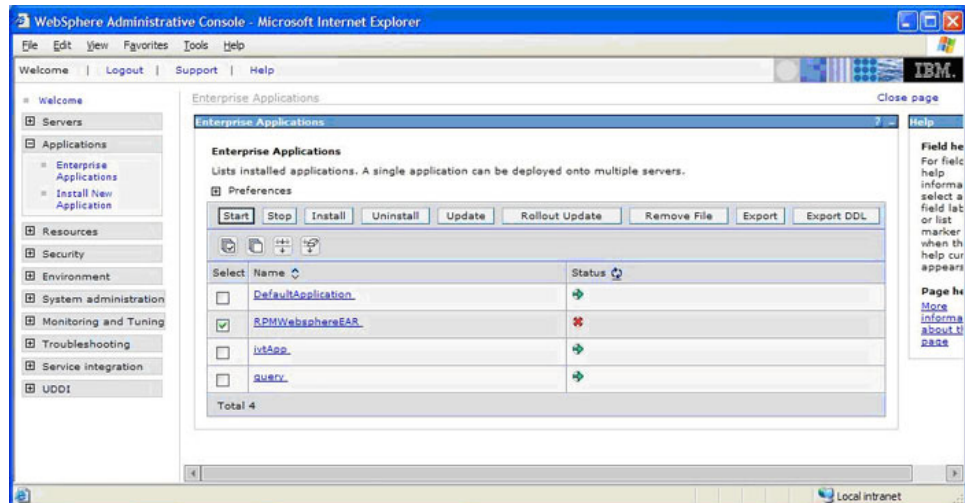 WebSphere Administrative Console - Microsoft Internet Explorer
File Edit View Favorites Tools Help
Welcome | Logout | Support | Help
IBM.
Welcome
Servers
Applications
Enterprise
Applications
Install New
Application
Resources
Security
Environment
System administration
Monitoring and Tuning
Troubleshooting
Service integration
UDDI
Enterprise Applications
Close page
Enterprise Applications ? -
Enterprise Applications
Lists installed applications. A single application can be deployed onto multiple servers.
Preferences
Start Stop Install Uninstall Update Rollout Update Remove File Export Export DDL
Select Name Status
DefaultApplication
RPMWebsphereEAR
ivtApp
query
Total 4
Help
Field he
For field
help
informa
select a
field lab
or list
marker
when th
help cur
appears
Page he
More
informa
about th
page
Local intranet